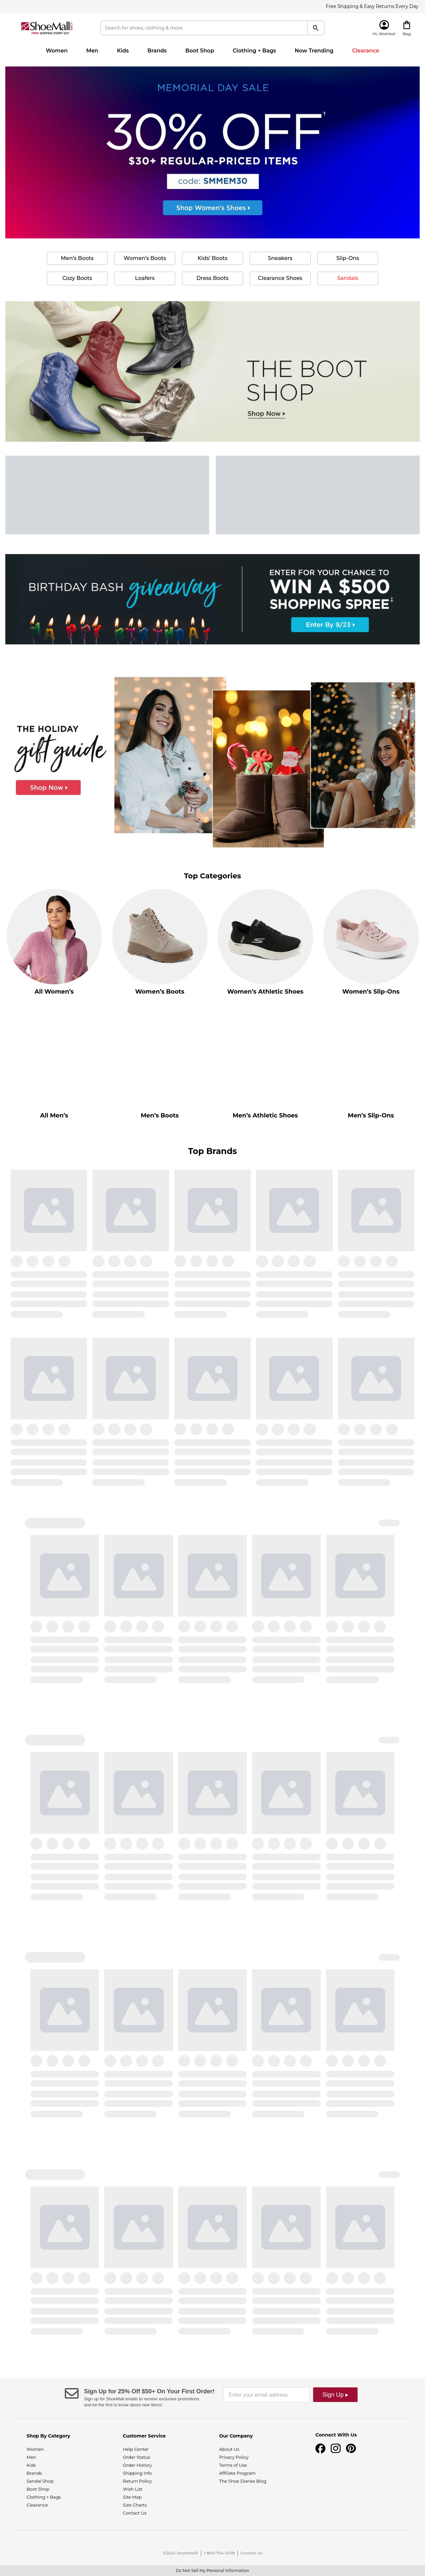 Free Shipping & Easy Returns Every Day
ShoeMall
FREE SHIPPING EVERY DAY
Search for shoes, clothing & more
Hi, Wishlist!
Bag
Women Men Kids Brands Boot Shop Clothing + Bags Now Trending Clearance
MEMORIAL DAY SALE
30% OFF†
$30+ REGULAR-PRICED ITEMS
code: SMMEM30
Shop Women's Shoes
Men's Boots Women's Boots Kids' Boots Sneakers Slip-Ons
Cozy Boots Loafers Dress Boots Clearance Shoes Sandals
THE BOOT
SHOP
Shop Now
BIRTHDAY BASH giveaway
HAPPY BIRTHDAY
ENTER FOR YOUR CHANCE TO
WIN A $500
SHOPPING SPREE‡
Enter By 9/23
THE HOLIDAY
gift guide
Shop Now
Top Categories
All Women's Women's Boots Women's Athletic Shoes Women's Slip-Ons
All Men's Men's Boots Men's Athletic Shoes Men's Slip-Ons
Top Brands
Sign Up for 25% Off $50+ On Your First Order!
Sign up for ShoeMall emails to receive exclusive promotions
and be the first to know about new items!
Enter your email address
Sign Up
Shop By Category
Women
Men
Kids
Brands
Sandal Shop
Boot Shop
Clothing + Bags
Clearance
Customer Service
Help Center
Order Status
Order History
Shipping Info
Return Policy
Wish List
Site Map
Size Charts
Contact Us
Our Company
About Us
Privacy Policy
Terms of Use
Affiliate Program
The Shoe Diaries Blog
Connect With Us
©2024 ShoeMall® | 1-800-704-5478 | Contact Us
Do Not Sell My Personal Information